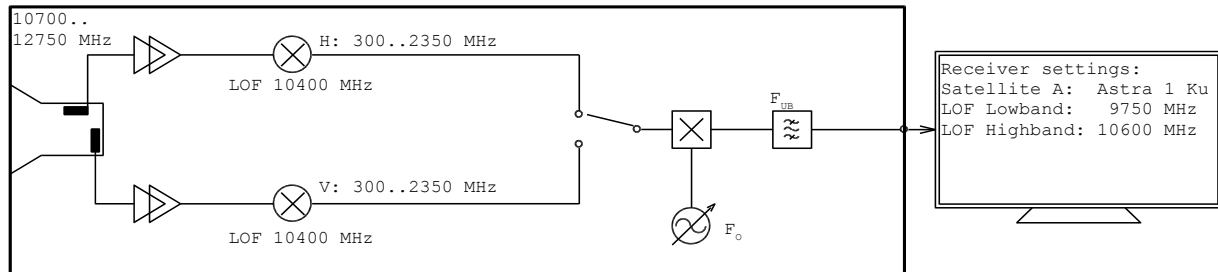 10700..
12750 MHz
H: 300..2350 MHz
LOF 10400 MHz
F_UB
V: 300..2350 MHz
LOF 10400 MHz
F_O
Receiver settings:
Satellite A:  Astra 1 Ku
LOF Lowband:   9750 MHz
LOF Highband: 10600 MHz